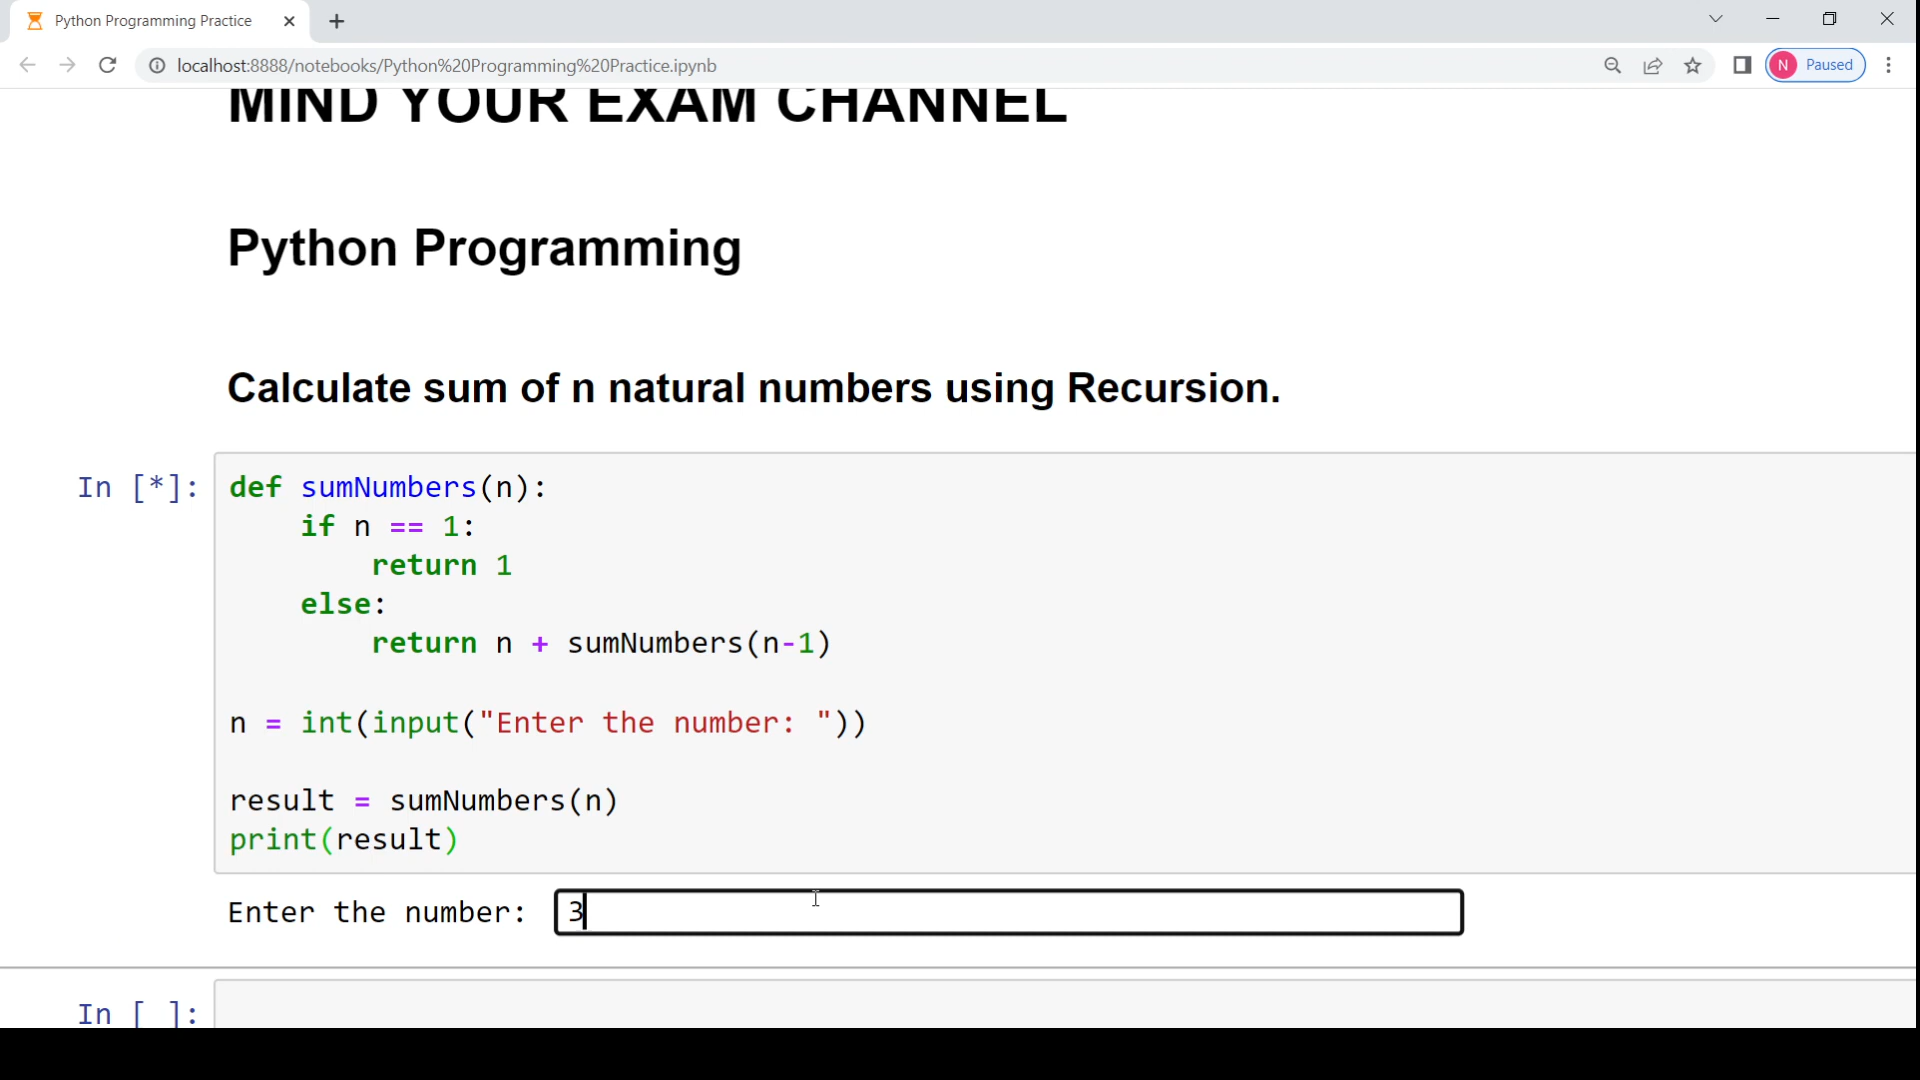 Python Programming Practice
localhost:8888/notebooks/Python%20Programming%20Practice.ipynb
N Paused
MIND YOUR EXAM CHANNEL
Python Programming
Calculate sum of n natural numbers using Recursion.
In [*]:
def sumNumbers(n):
    if n == 1:
        return 1
    else:
        return n + sumNumbers(n-1)
n = int(input("Enter the number: "))
result = sumNumbers(n)
print(result)
Enter the number: 3
In [ ]: